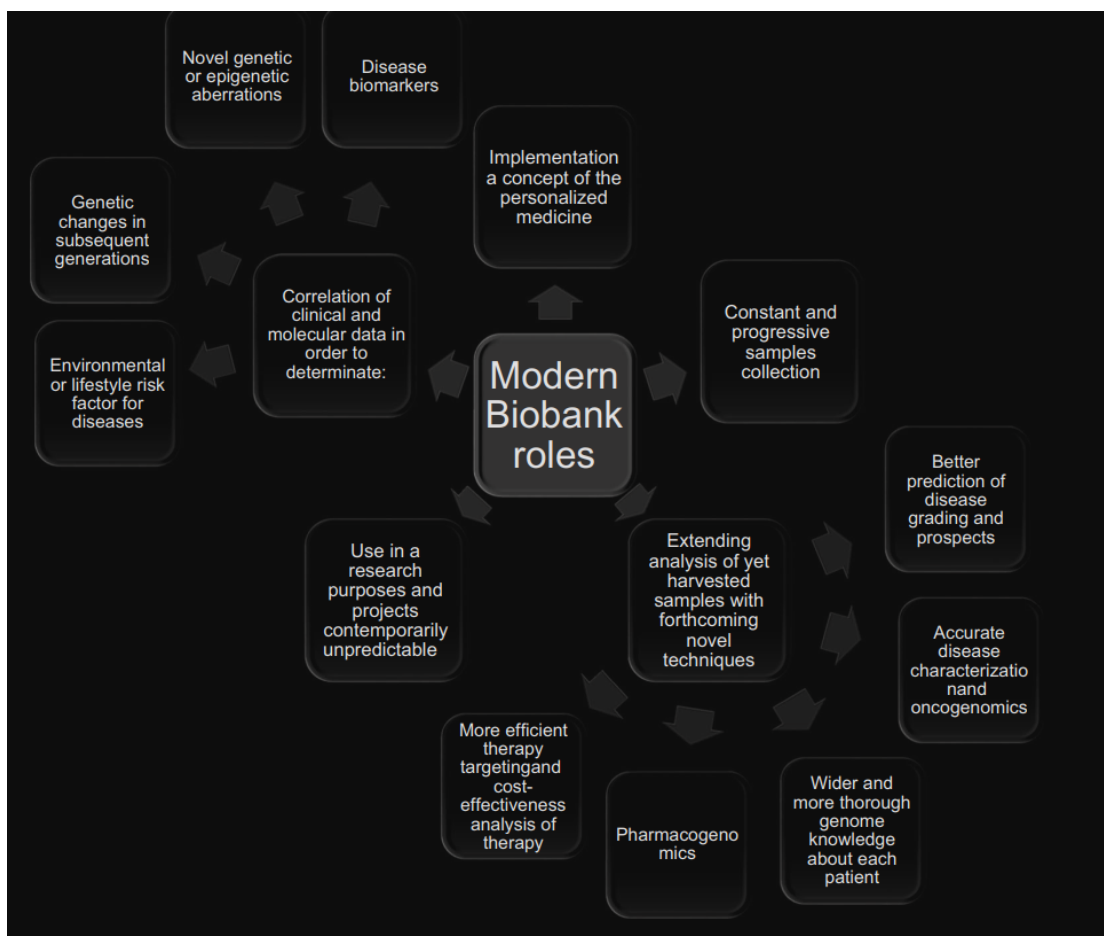 Novel genetic
or epigenetic
aberrations
Disease
biomarkers
Implementation
a concept of the
personalized
medicine
Genetic
changes in
subsequent
generations
Correlation of
clinical and
molecular data in
order to
determinate:
Constant and
progressive
samples
collection
Environmental
or lifestyle risk
factor for
diseases
Modern
Biobank
roles
Better
prediction of
disease
grading and
prospects
Use in a
research
purposes and
projects
contemporarily
unpredictable
Extending
analysis of yet
harvested
samples with
forthcoming
novel
techniques
Accurate
disease
characterizatio
nand
oncogenomics
More efficient
therapy
targetingand
cost-
effectiveness
analysis of
therapy
Pharmacogeno
mics
Wider and
more thorough
genome
knowledge
about each
patient